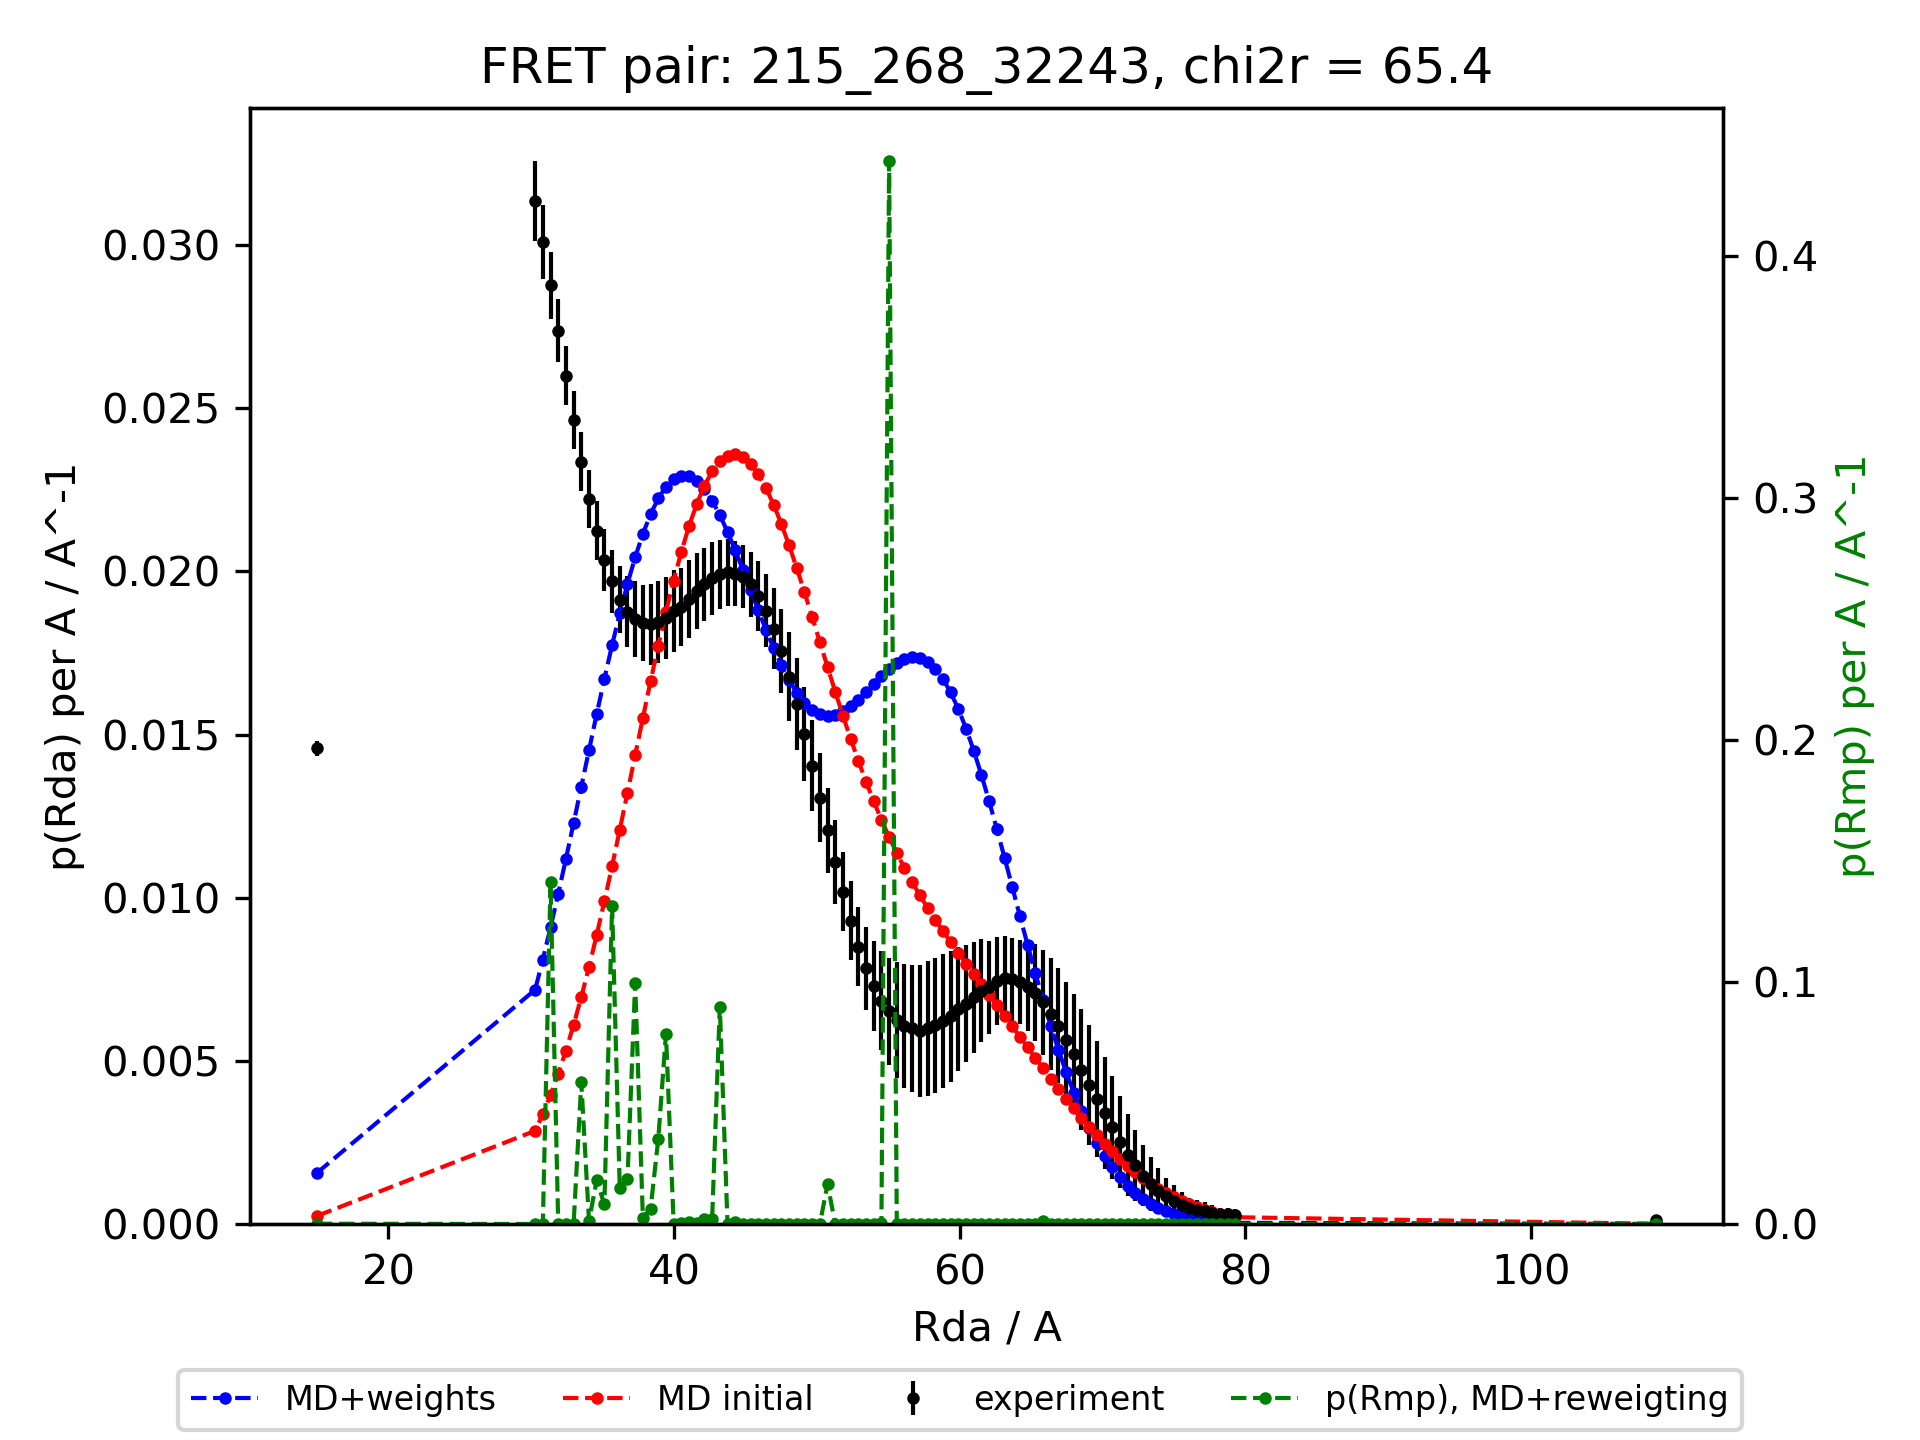 FRET pair: 215_268_32243, chi2r = 65.4
p(Rda) per A / A^-1
0.030
0.025
0.020
0.015
0.010
0.005
0.000
0.4
0.3
0.2
0.1
0.0
p(Rmp) per A / A^-1
20 40 60 80 100
Rda / A
MD+weights MD initial experiment p(Rmp), MD+reweigting